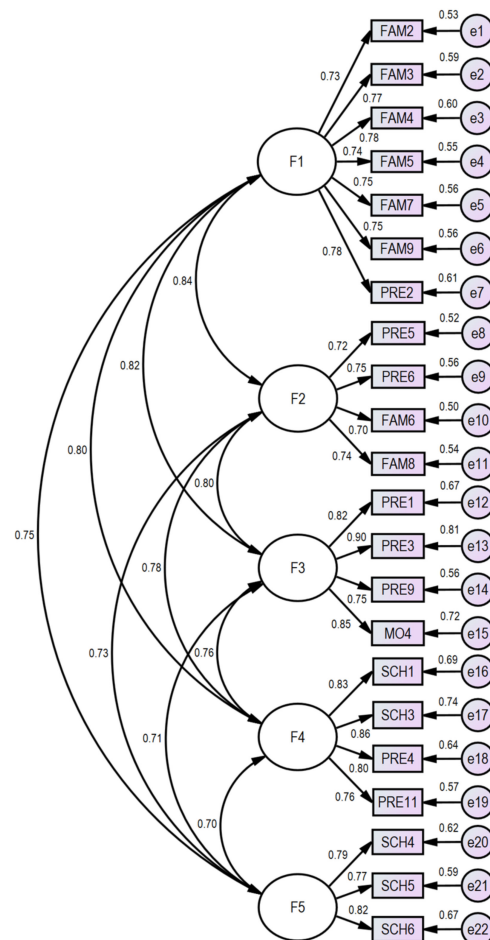 0.53
FAM2
e1
0.73
0.59
FAM3
e2
0.77
0.60
FAM4
e3
0.78
0.55
F1
0.74
FAM5
e4
0.75
0.56
FAM7
e5
0.75
0.56
FAM9
e6
0.78
0.61
PRE2
e7
0.84
0.52
PRE5
e8
0.72
0.56
0.75
PRE6
e9
0.82
F2
0.50
FAM6
e10
0.70
0.74
0.54
FAM8
e11
0.80
0.80
0.67
PRE1
e12
0.82
0.81
0.75
0.90
PRE3
e13
0.78
F3
0.56
PRE9
e14
0.75
0.85
0.72
MO4
e15
0.73
0.76
0.69
SCH1
e16
0.83
0.74
0.71
SCH3
e17
F4
0.86
0.64
PRE4
e18
0.80
0.76
0.57
PRE11
e19
0.70
0.62
SCH4
e20
0.79
0.59
0.77
SCH5
e21
F5
0.82
0.67
SCH6
e22